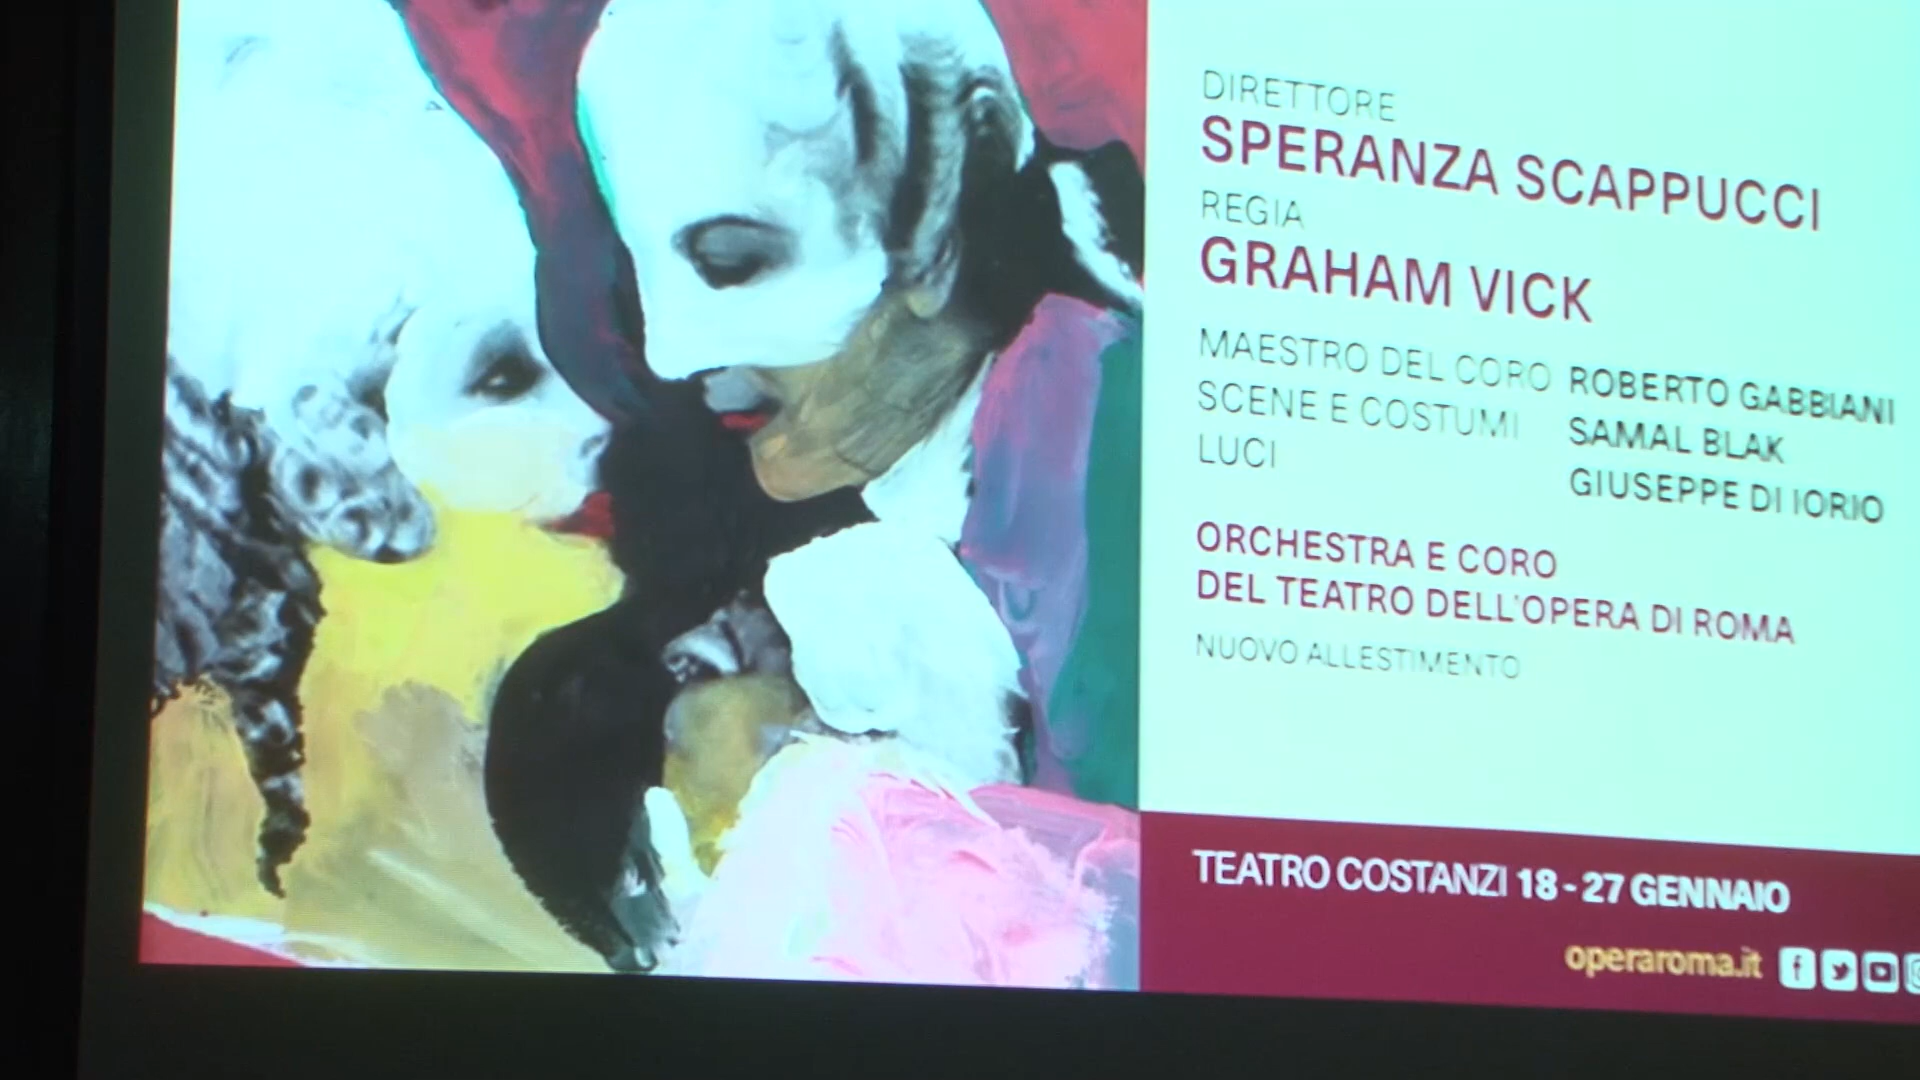 DIRETTORE
SPERANZA SCAPPUCCI
REGIA
GRAHAM VICK
MAESTRO DEL CORO ROBERTO GABBIANI
SCENE E COSTUMI SAMAL BLAK
LUCI GIUSEPPE DI IORIO
ORCHESTRA E CORO
DEL TEATRO DELL'OPERA DI ROMA
NUOVO ALLESTIMENTO
TEATRO COSTANZI 18 - 27 GENNAIO
operaroma.it